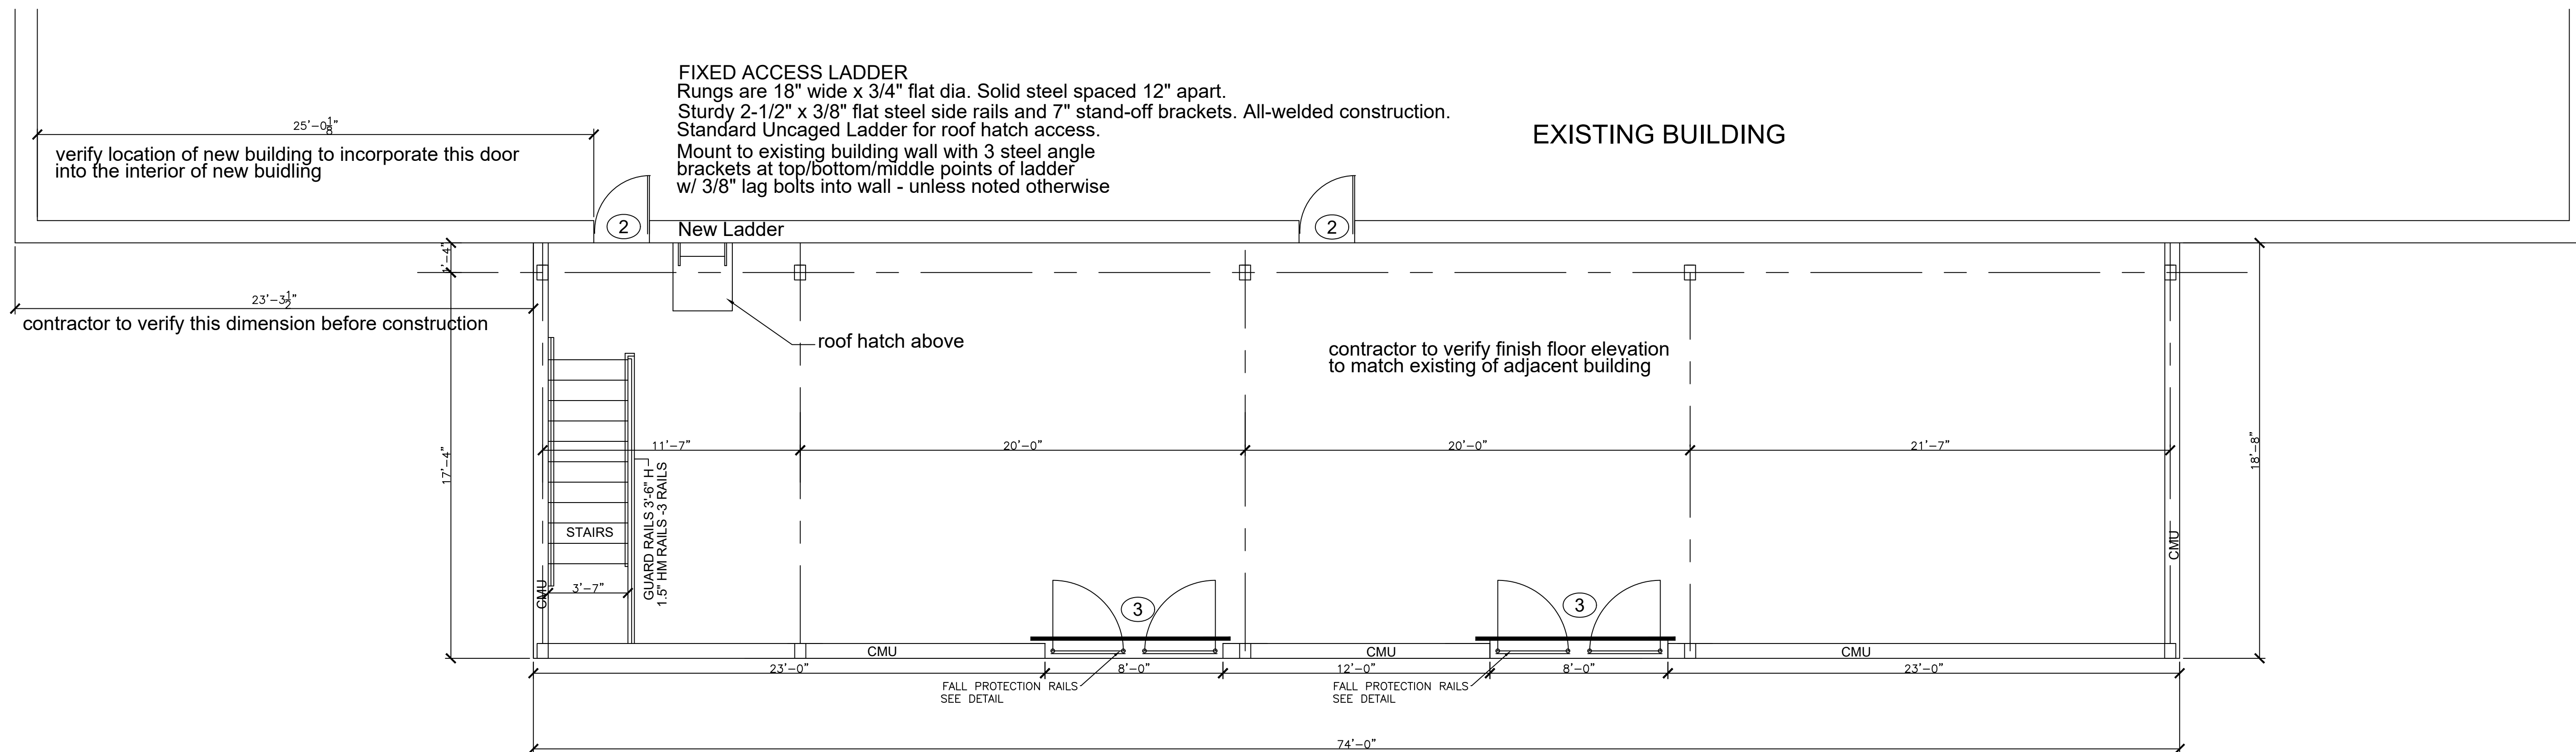 FIXED ACCESS LADDER
Rungs are 18" wide x 3/4" flat dia. Solid steel spaced 12" apart.
Sturdy 2-1/2" x 3/8" flat steel side rails and 7" stand-off brackets. All-welded construction.
Standard Uncaged Ladder for roof hatch access.
Mount to existing building wall with 3 steel angle
brackets at top/bottom/middle points of ladder
w/ 3/8" lag bolts into wall - unless noted otherwise
EXISTING BUILDING
25'-0 1/8"
verify location of new building to incorporate this door
into the interior of new buidling
2
New Ladder
2
1'-4"
23'-3 1/2"
contractor to verify this dimension before construction
roof hatch above
contractor to verify finish floor elevation
to match existing of adjacent building
11'-7"
20'-0"
20'-0"
21'-7"
17'-4"
18'-8"
STAIRS
GUARD RAILS 3'-6" H
1.5" HM RAILS -3 RAILS
CMU
3'-7"
CMU
3
3
CMU
CMU
CMU
23'-0"
8'-0"
12'-0"
8'-0"
23'-0"
FALL PROTECTION RAILS
SEE DETAIL
FALL PROTECTION RAILS
SEE DETAIL
74'-0"